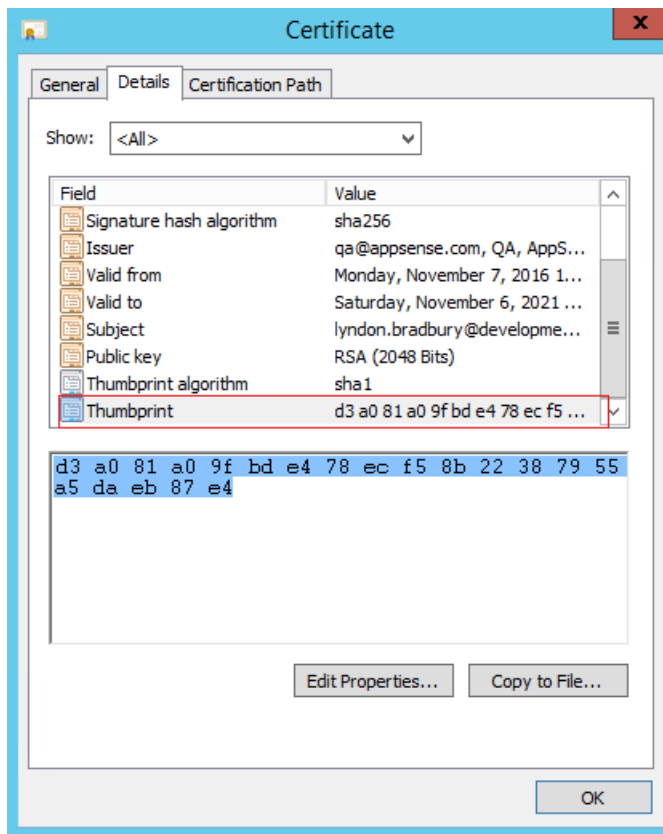 Certificate
x
General Details Certification Path
Show: <All>
Field Value
Signature hash algorithm sha256
Issuer qa@appsense.com, QA, AppS...
Valid from Monday, November 7, 2016 1...
Valid to Saturday, November 6, 2021 ...
Subject lyndon.bradbury@developme...
Public key RSA (2048 Bits)
Thumbprint algorithm sha1
Thumbprint d3 a0 81 a0 9f bd e4 78 ec f5 ...
d3 a0 81 a0 9f bd e4 78 ec f5 8b 22 38 79 55
a5 da eb 87 e4
Edit Properties... Copy to File...
OK